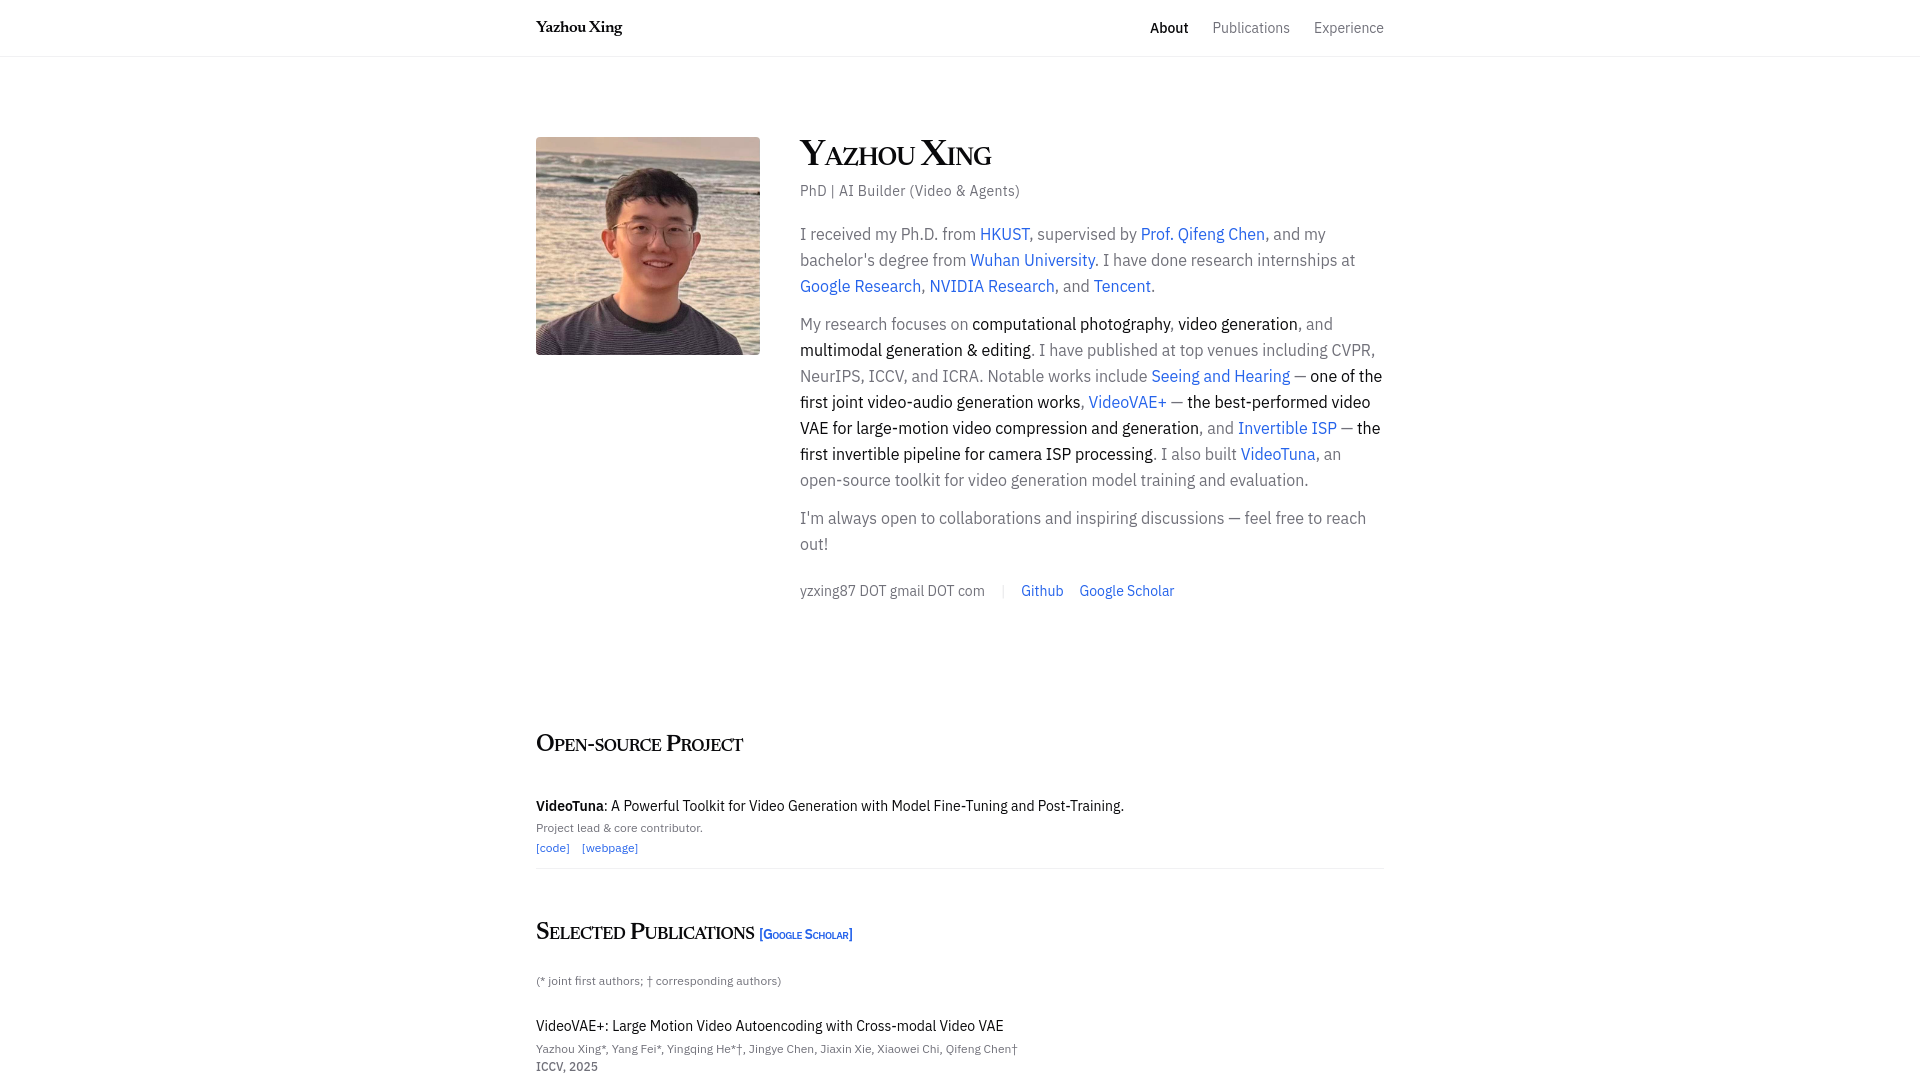 Yazhou Xing
About Publications Experience
Yazhou Xing
PhD | AI Builder (Video & Agents)
I received my Ph.D. from HKUST, supervised by Prof. Qifeng Chen, and my
bachelor's degree from Wuhan University. I have done research internships at
Google Research, NVIDIA Research, and Tencent.
My research focuses on computational photography, video generation, and
multimodal generation & editing. I have published at top venues including CVPR,
NeurIPS, ICCV, and ICRA. Notable works include Seeing and Hearing — one of the
first joint video-audio generation works, VideoVAE+ — the best-performed video
VAE for large-motion video compression and generation, and Invertible ISP — the
first invertible pipeline for camera ISP processing. I also built VideoTuna, an
open-source toolkit for video generation model training and evaluation.
I'm always open to collaborations and inspiring discussions — feel free to reach
out!
yzxing87 DOT gmail DOT com | Github Google Scholar
Open-source Project
VideoTuna: A Powerful Toolkit for Video Generation with Model Fine-Tuning and Post-Training.
Project lead & core contributor.
[code] [webpage]
Selected Publications [Google Scholar]
(* joint first authors; † corresponding authors)
VideoVAE+: Large Motion Video Autoencoding with Cross-modal Video VAE
Yazhou Xing*, Yang Fei*, Yingqing He*†, Jingye Chen, Jiaxin Xie, Xiaowei Chi, Qifeng Chen†
ICCV, 2025